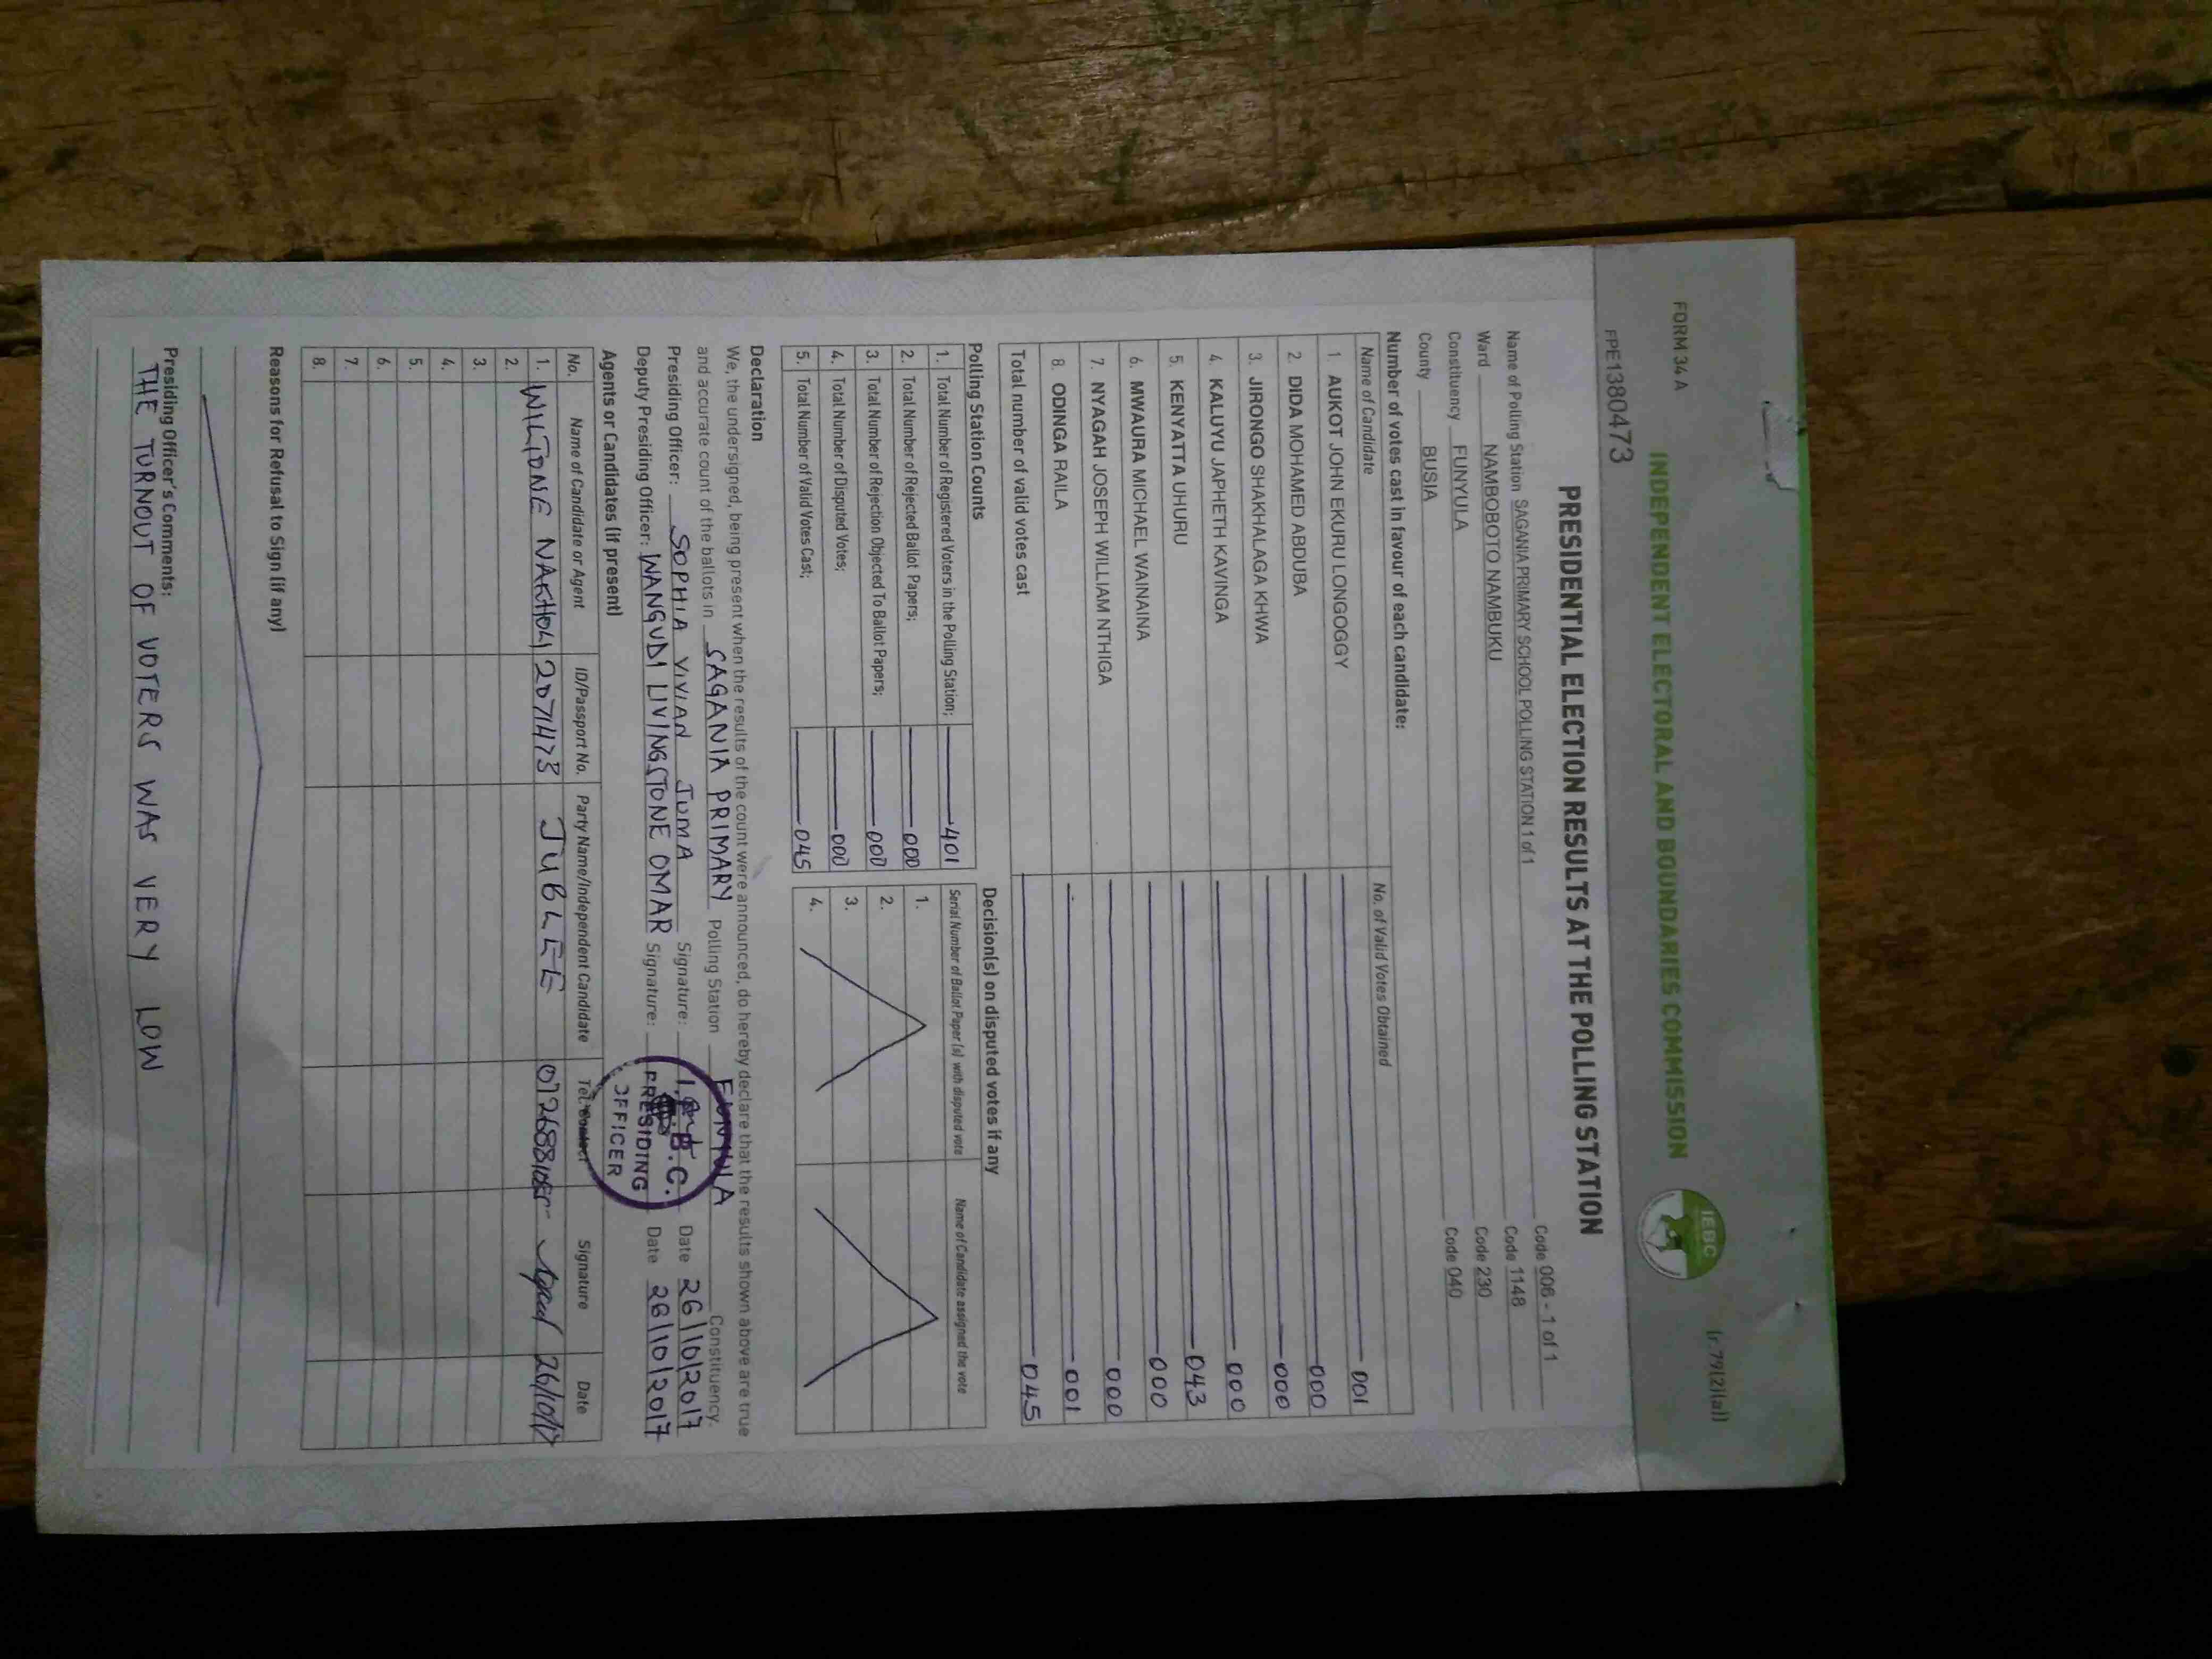 FORM 34 A
(r.79(2)(a))
INDEPENDENT ELECTORAL AND BOUNDARIES COMMISSION
IEBC
FPE1380473
PRESIDENTIAL ELECTION RESULTS AT THE POLLING STATION
Name of Polling Station SAGANIA PRIMARY SCHOOL POLLING STATION 1 of 1 Code 006 - 1 of 1
Ward NAMBOBOTO NAMBUKU Code 1148
Constituency FUNYULA Code 230
County BUSIA Code 040
Number of votes cast in favour of each candidate:
Name of Candidate No. of Valid Votes Obtained
1. AUKOT JOHN EKURU LONGOGGY 001
2. DIDA MOHAMED ABDUBA 000
3. JIRONGO SHAKHALAGA KHWA 000
4. KALUYU JAPHETH KAVINGA 000
5. KENYATTA UHURU 043
6. MWAURA MICHAEL WAINAINA 000
7. NYAGAH JOSEPH WILLIAM NTHIGA 000
8. ODINGA RAILA 001
Total number of valid votes cast 045
Polling Station Counts
1. Total Number of Registered Voters in the Polling Station; 401
2. Total Number of Rejected Ballot Papers; 000
3. Total Number of Rejection Objected To Ballot Papers; 000
4. Total Number of Disputed Votes; 000
5. Total Number of Valid Votes Cast; 045
Decision(s) on disputed votes if any
Serial Number of Ballot Paper (s) with disputed vote Name of Candidate assigned the vote
1.
2.
3.
4.
Declaration
We, the undersigned, being present when the results of the count were announced, do hereby declare that the results shown above are true
and accurate count of the ballots in SAGANIA PRIMARY Polling Station FUNYULA Constituency.
Presiding Officer: SOPHIA VIVIAN JUMA Signature: Date 26/10/2017
Deputy Presiding Officer: WANGUDI LIVINGSTONE OMAR Signature: Date 26/10/2017
I.E.B.C.
PRESIDING
OFFICER
Agents or Candidates (if present)
No. Name of Candidate or Agent ID/Passport No. Party Name/Independent Candidate Tel. Signature Date
1. 20711473 JUBLEE 26/10/17
2.
3.
4.
5.
6.
7.
8.
Reasons for Refusal to Sign (if any)
Presiding Officer's Comments:
THE TURNOUT OF VOTERS WAS VERY LOW